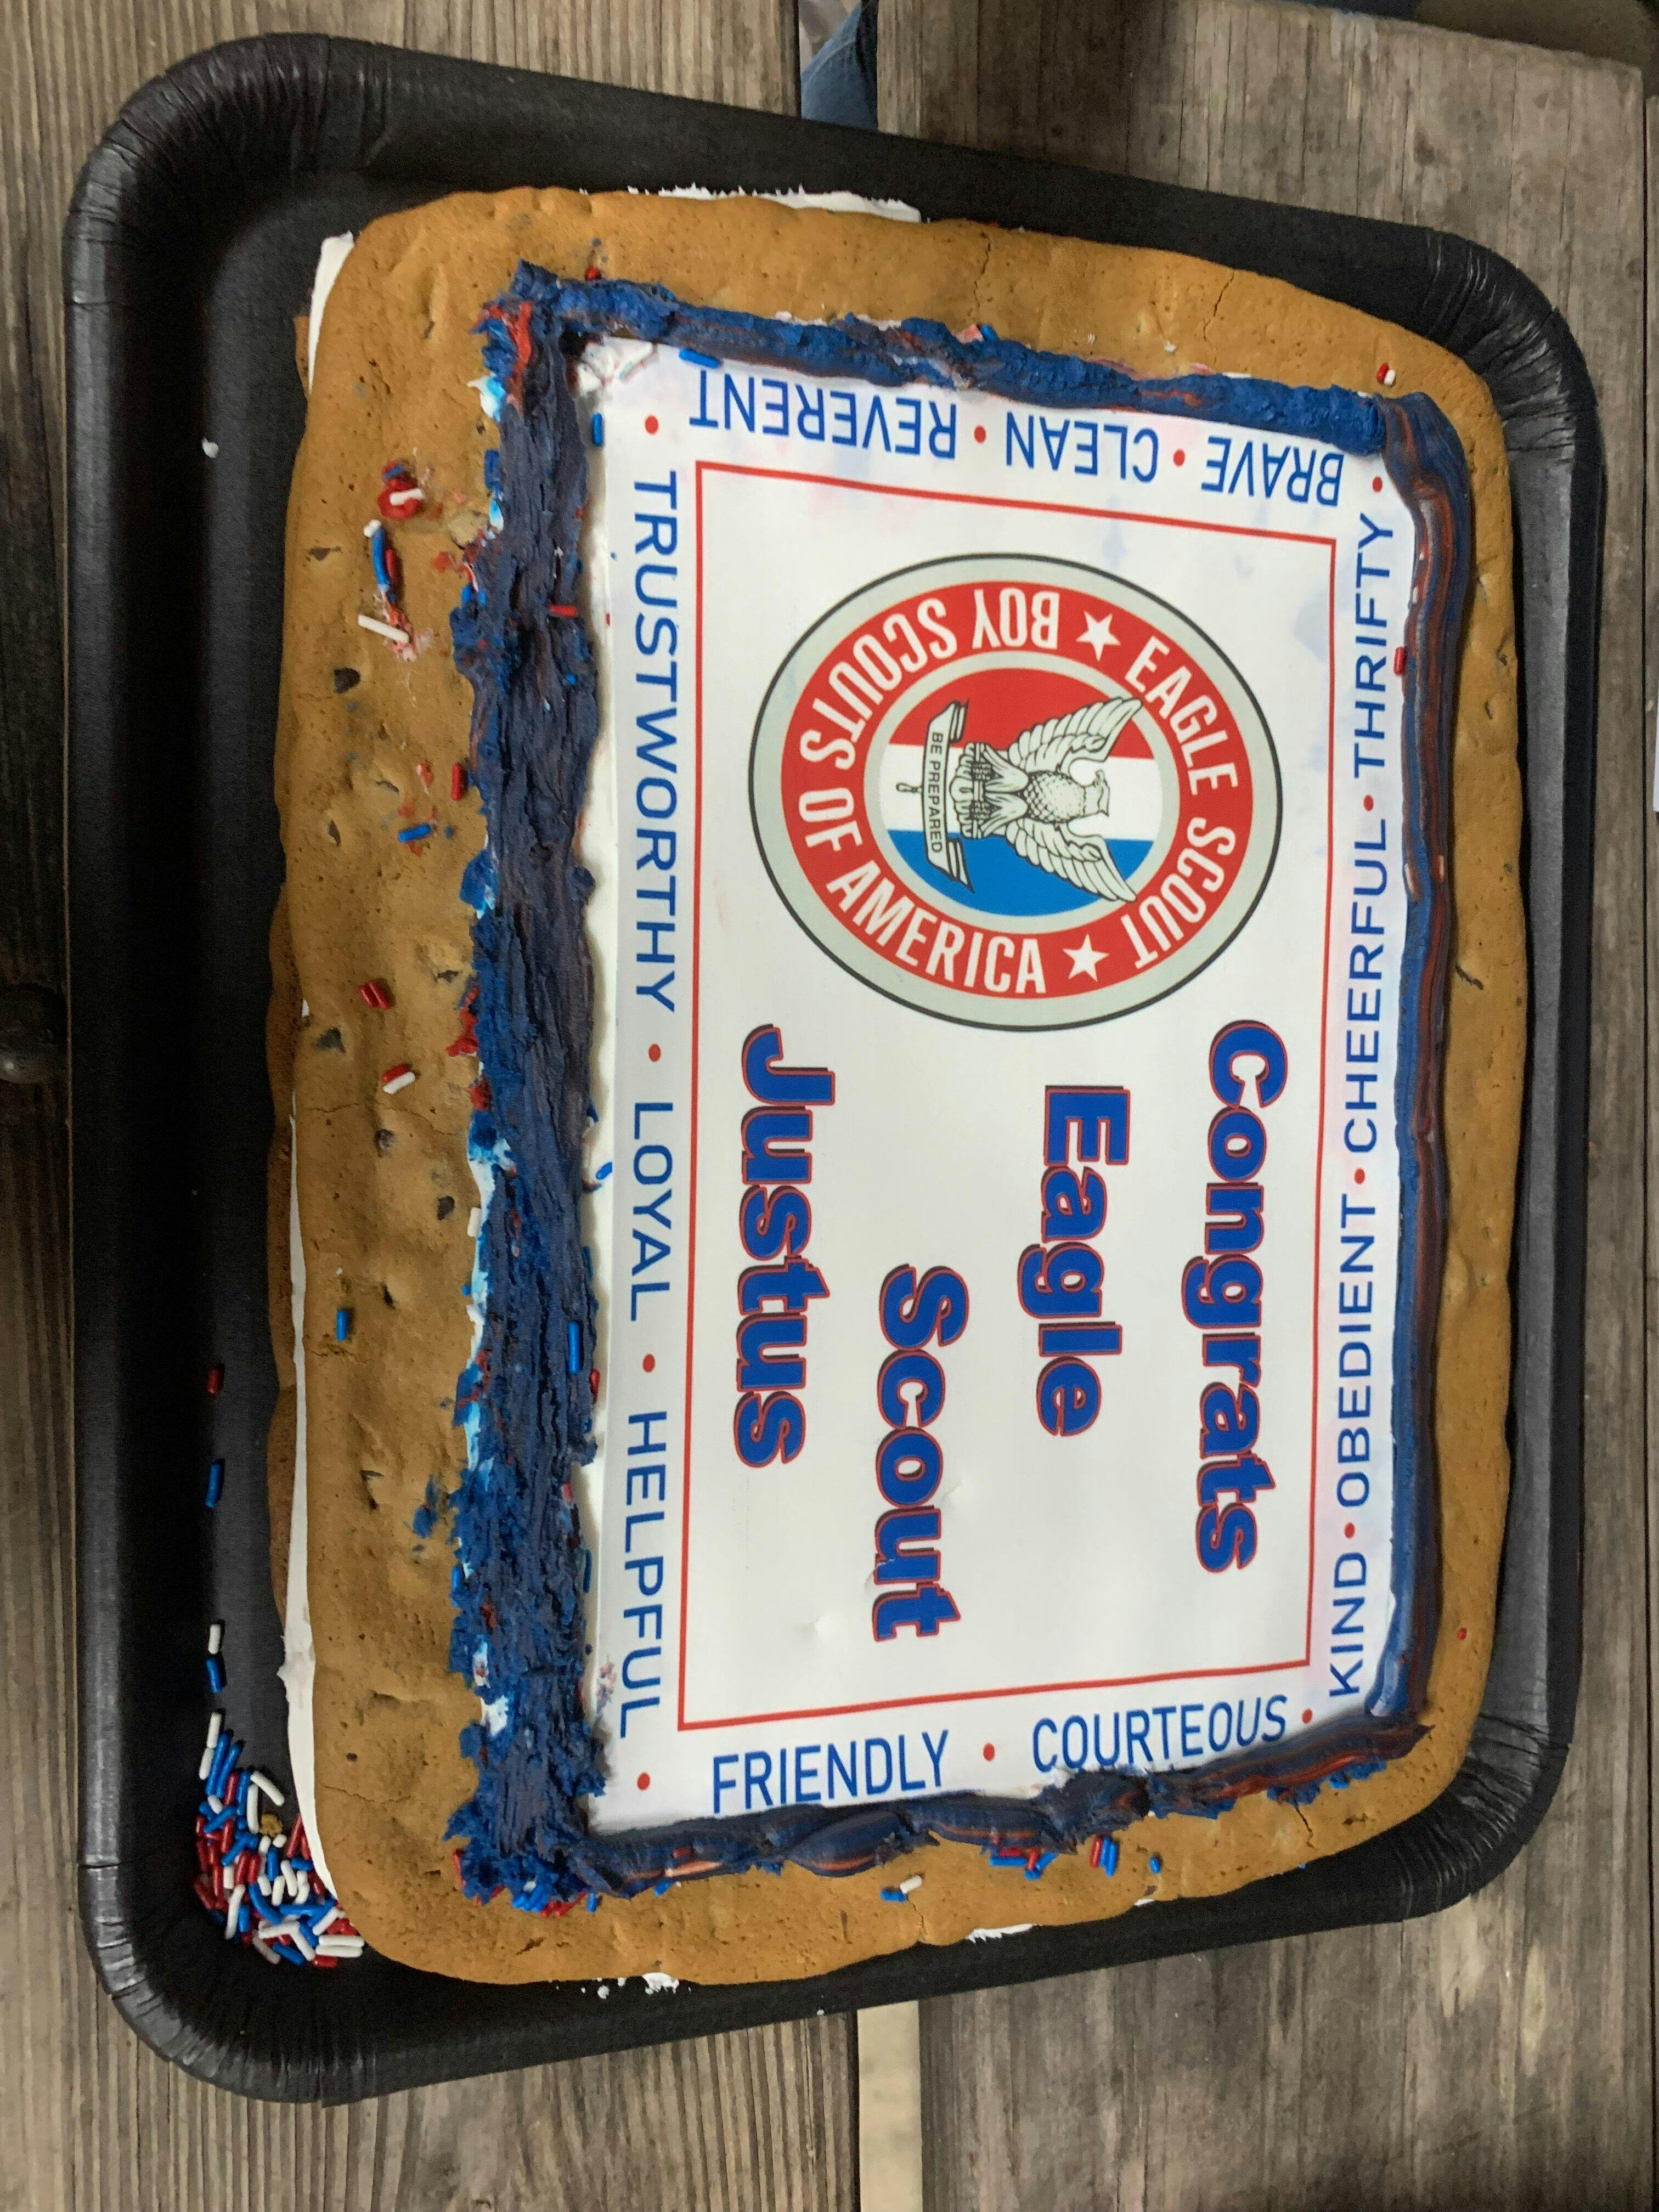 Congrats
Eagle
Scout
Justus
★ EAGLE SCOUT ★
BOY SCOUTS OF AMERICA
BE PREPARED
TRUSTWORTHY • LOYAL • HELPFUL •
FRIENDLY • COURTEOUS •
KIND • OBEDIENT • CHEERFUL • THRIFTY •
BRAVE • CLEAN • REVERENT •